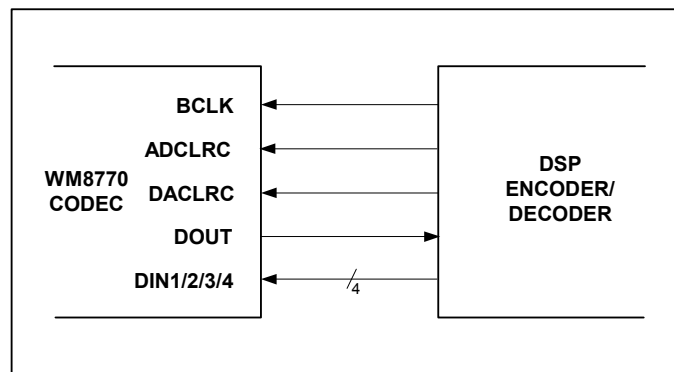 BCLK
ADCLRC
WM8770
CODEC
DACLRC
DOUT
DIN1/2/3/4
4
DSP
ENCODER/
DECODER